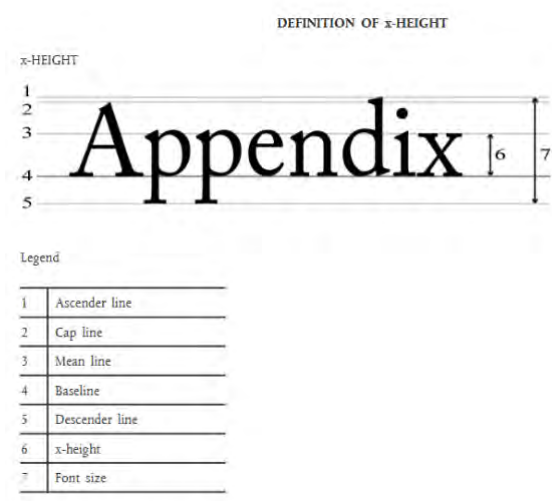 DEFINITION OF x-HEIGHT
x-HEIGHT
1
2
3
4
5
Appendix
6
7
Legend
1 Ascender line
2 Cap line
3 Mean line
4 Baseline
5 Descender line
6 x-height
7 Font size